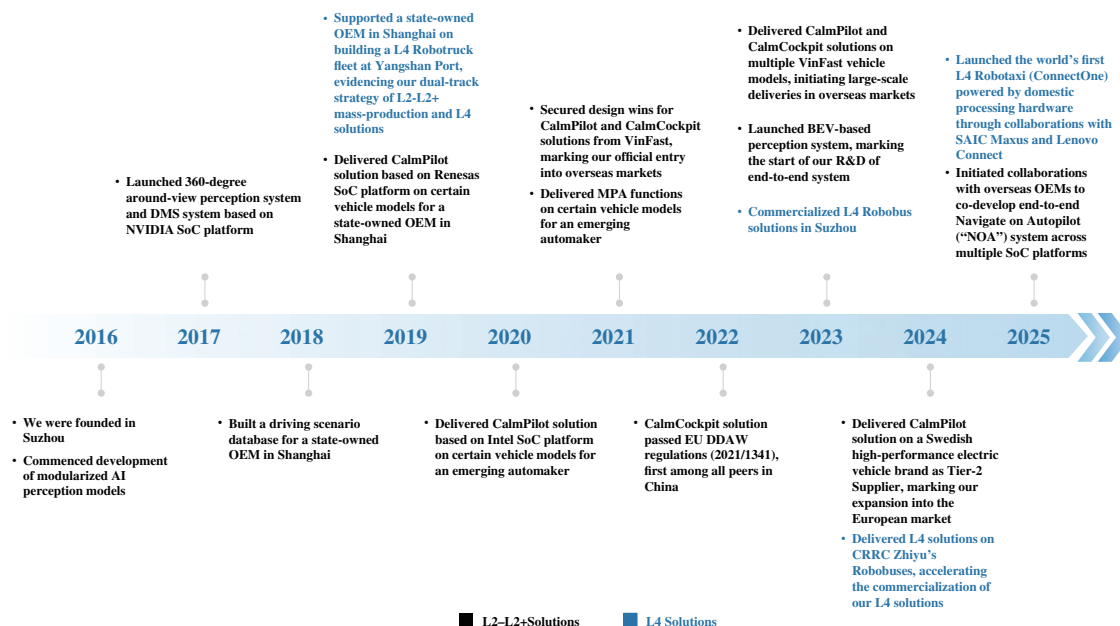 • Supported a state-owned
OEM in Shanghai on
building a L4 Robotruck
fleet at Yangshan Port,
evidencing our dual-track
strategy of L2-L2+
mass-production and L4
solutions
• Delivered CalmPilot
solution based on Renesas
SoC platform on certain
vehicle models for a
state-owned OEM in
Shanghai
• Launched 360-degree
around-view perception system
and DMS system based on
NVIDIA SoC platform
• Secured design wins for
CalmPilot and CalmCockpit
solutions from VinFast,
marking our official entry
into overseas markets
• Delivered MPA functions
on certain vehicle models
for an emerging
automaker
• Delivered CalmPilot and
CalmCockpit solutions on
multiple VinFast vehicle
models, initiating large-scale
deliveries in overseas markets
• Launched BEV-based
perception system, marking
the start of our R&D of
end-to-end system
• Commercialized L4 Robobus
solutions in Suzhou
• Launched the world's first
L4 Robotaxi (ConnectOne)
powered by domestic
processing hardware
through collaborations with
SAIC Maxus and Lenovo
Connect
• Initiated collaborations
with overseas OEMs to
co-develop end-to-end
Navigate on Autopilot
("NOA") system across
multiple SoC platforms
2016 2017 2018 2019 2020 2021 2022 2023 2024 2025
• We were founded in
Suzhou
• Commenced development
of modularized AI
perception models
• Built a driving scenario
database for a state-owned
OEM in Shanghai
• Delivered CalmPilot solution
based on Intel SoC platform
on certain vehicle models for
an emerging automaker
• CalmCockpit solution
passed EU DDAW
regulations (2021/1341),
first among all peers in
China
• Delivered CalmPilot
solution on a Swedish
high-performance electric
vehicle brand as Tier-2
Supplier, marking our
expansion into the
European market
• Delivered L4 solutions on
CRRC Zhiyu's
Robobuses, accelerating
the commercialization of
our L4 solutions
L2–L2+Solutions L4 Solutions